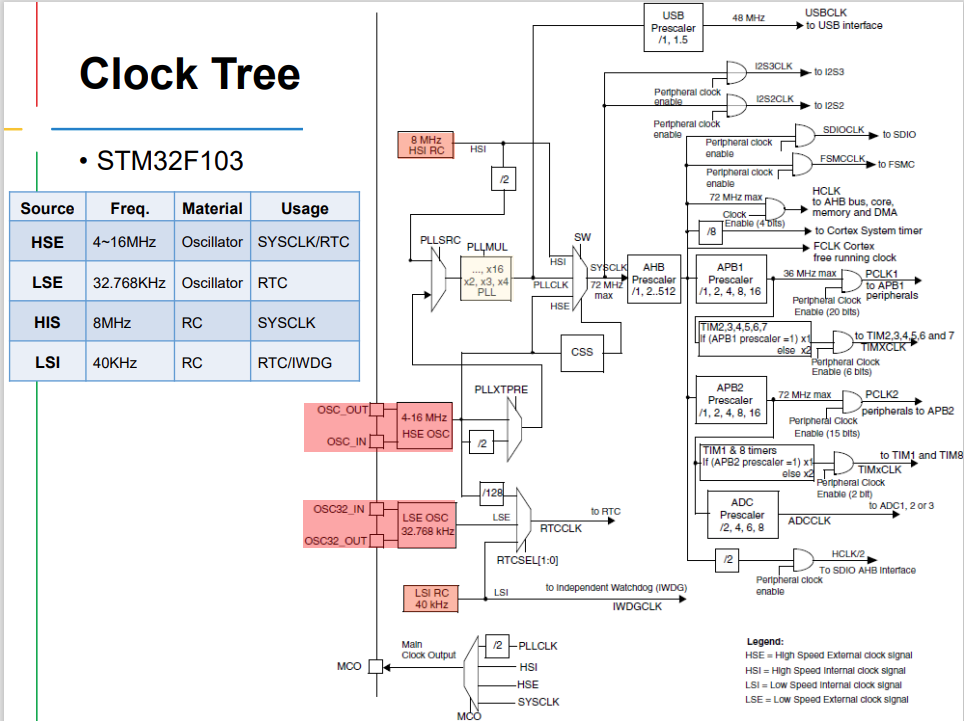 Clock Tree
• STM32F103
Source Freq. Material Usage
HSE 4~16MHz Oscillator SYSCLK/RTC
LSE 32.768KHz Oscillator RTC
HIS 8MHz RC SYSCLK
LSI 40KHz RC RTC/IWDG
USB
Prescaler
/1, 1.5
48 MHz
USBCLK
to USB interface
I2S3CLK
to I2S3
Peripheral clock
enable
I2S2CLK
to I2S2
Peripheral clock
enable
SDIOCLK
to SDIO
Peripheral clock
enable
FSMCCLK
to FSMC
Peripheral clock
enable
8 MHz
HSI RC
HSI
/2
72 MHz max
Clock
Enable (4 bits)
HCLK
to AHB bus, core,
memory and DMA
/8
to Cortex System timer
FCLK Cortex
free running clock
PLLSRC
PLLMUL
..., x16
x2, x3, x4
PLL
SW
HSI
PLLCLK
HSE
SYSCLK
72 MHz
max
AHB
Prescaler
/1, 2..512
APB1
Prescaler
/1, 2, 4, 8, 16
36 MHz max
PCLK1
to APB1
peripherals
Peripheral Clock
Enable (20 bits)
TIM2,3,4,5,6,7
If (APB1 prescaler =1) x1
else x2
to TIM2,3,4,5,6 and 7
TIMXCLK
Peripheral Clock
Enable (6 bits)
CSS
PLLXTPRE
OSC_OUT
OSC_IN
4-16 MHz
HSE OSC
/2
APB2
Prescaler
/1, 2, 4, 8, 16
72 MHz max
PCLK2
peripherals to APB2
Peripheral Clock
Enable (15 bits)
TIM1 & 8 timers
If (APB2 prescaler =1) x1
else x2
to TIM1 and TIM8
TIMxCLK
Peripheral Clock
Enable (2 bit)
/128
OSC32_IN
OSC32_OUT
LSE OSC
32.768 kHz
LSE
to RTC
RTCCLK
RTCSEL[1:0]
ADC
Prescaler
/2, 4, 6, 8
to ADC1, 2 or 3
ADCCLK
/2
HCLK/2
To SDIO AHB Interface
Peripheral clock
enable
LSI RC
40 kHz
LSI
to Independent Watchdog (IWDG)
IWDGCLK
Main
Clock Output
MCO
/2
PLLCLK
HSI
HSE
SYSCLK
MCO
Legend:
HSE = High Speed External clock signal
HSI = High Speed Internal clock signal
LSI = Low Speed Internal clock signal
LSE = Low Speed External clock signal